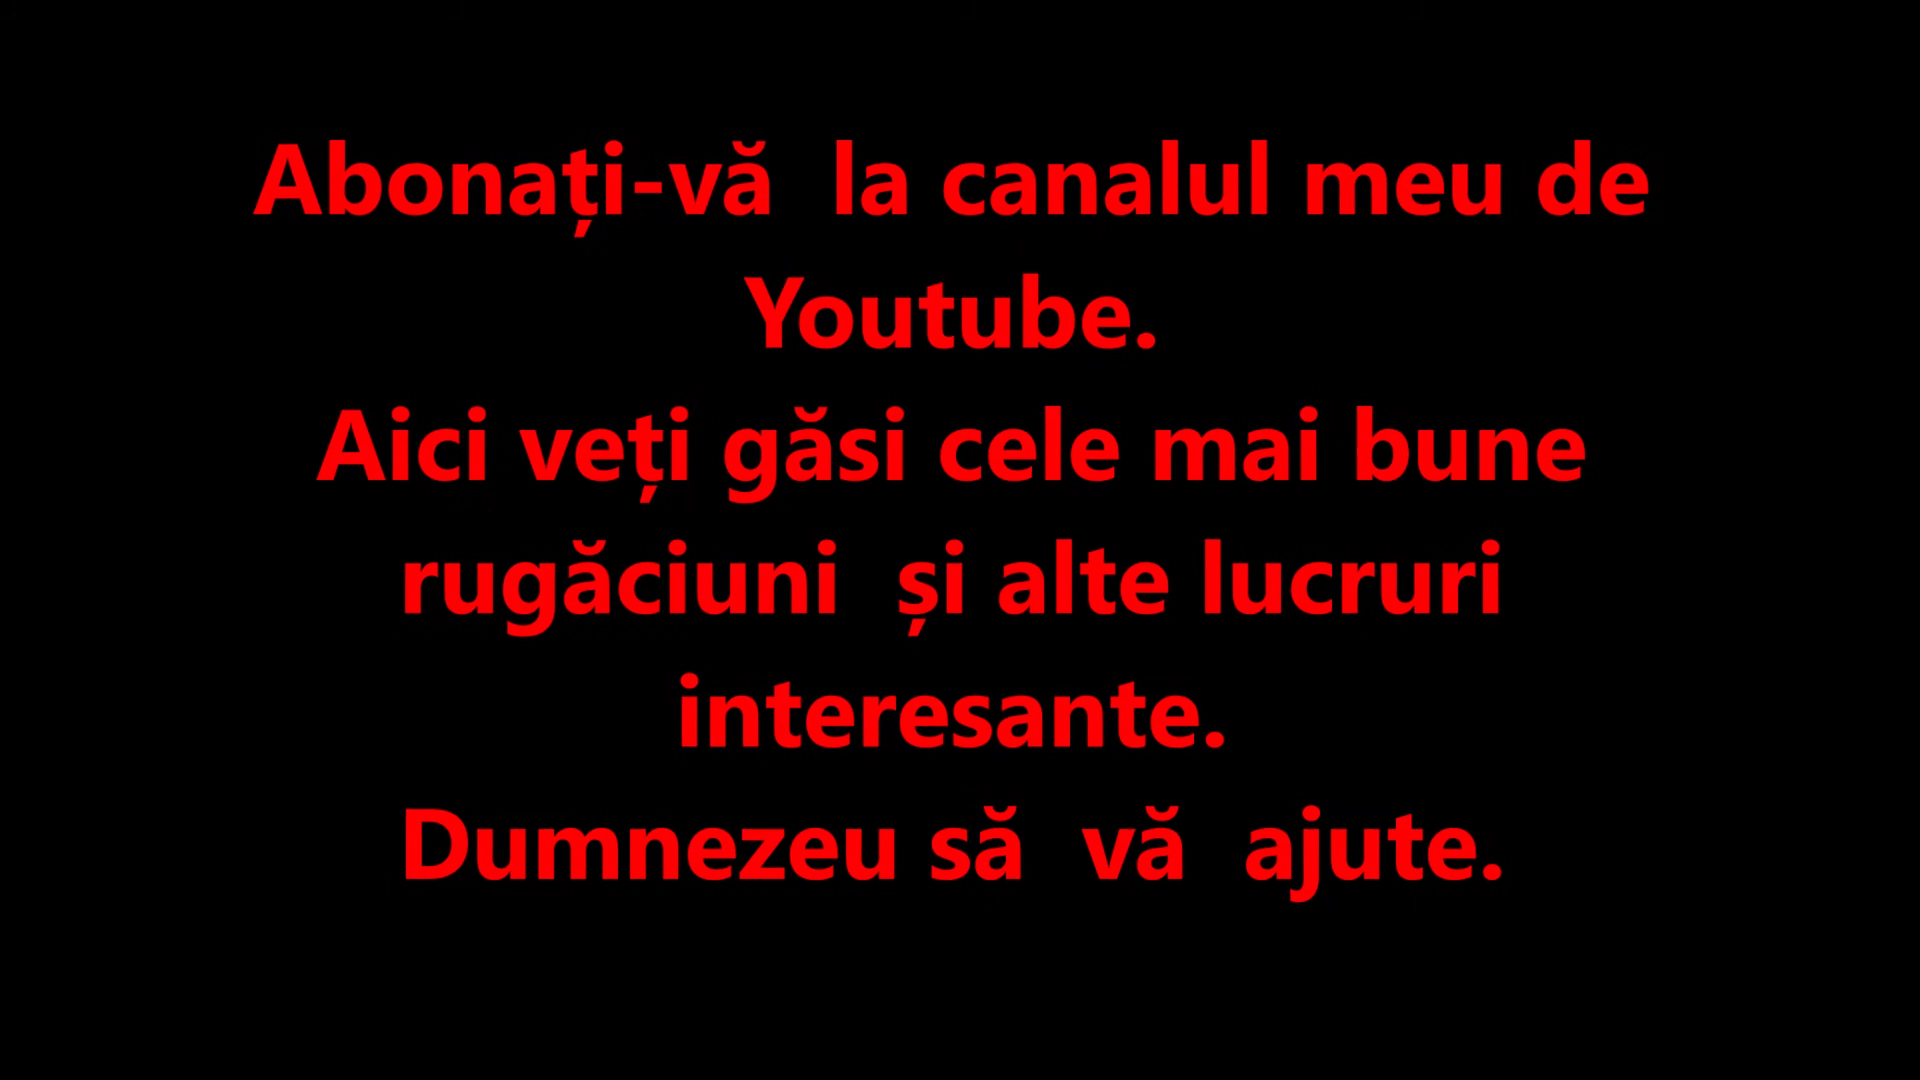 Abonați-vă  la canalul meu de
Youtube.
Aici veți găsi cele mai bune
rugăciuni  și alte lucruri
interesante.
Dumnezeu să  vă  ajute.